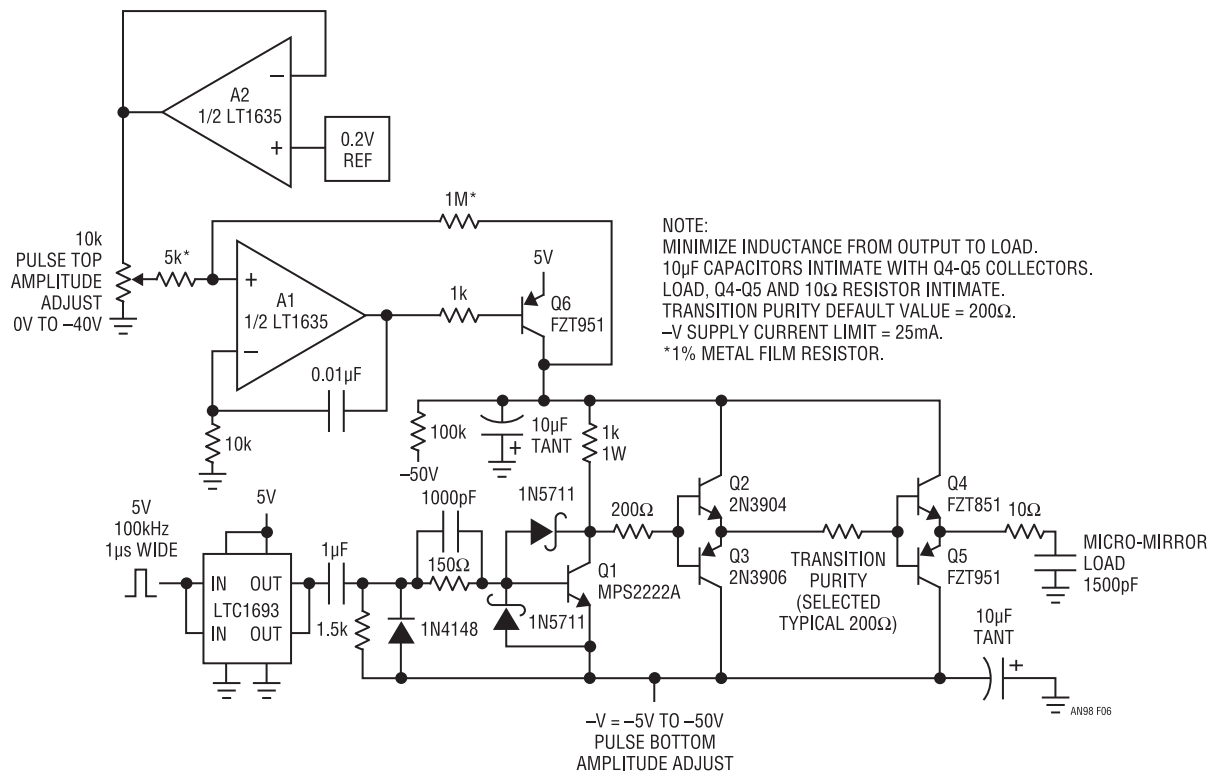 A2
1/2 LT1635
−
+
0.2V
REF
1M*
10k
PULSE TOP
AMPLITUDE
ADJUST
0V TO –40V
5k*
+
A1
1/2 LT1635
−
1k
5V
Q6
FZT951
NOTE:
MINIMIZE INDUCTANCE FROM OUTPUT TO LOAD.
10µF CAPACITORS INTIMATE WITH Q4-Q5 COLLECTORS.
LOAD, Q4-Q5 AND 10Ω RESISTOR INTIMATE.
TRANSITION PURITY DEFAULT VALUE = 200Ω.
–V SUPPLY CURRENT LIMIT = 25mA.
*1% METAL FILM RESISTOR.
0.01µF
10k
100k
–50V
10µF
TANT
+
1k
1W
5V
100kHz
1µs WIDE
5V
IN OUT
LTC1693
IN OUT
1µF
1.5k
1N4148
1000pF
150Ω
1N5711
1N5711
Q1
MPS2222A
200Ω
Q2
2N3904
Q3
2N3906
TRANSITION
PURITY
(SELECTED
TYPICAL 200Ω)
Q4
FZT851
Q5
FZT951
10Ω
MICRO-MIRROR
LOAD
1500pF
10µF
TANT
+
–V = –5V TO –50V
PULSE BOTTOM
AMPLITUDE ADJUST
AN98 F06